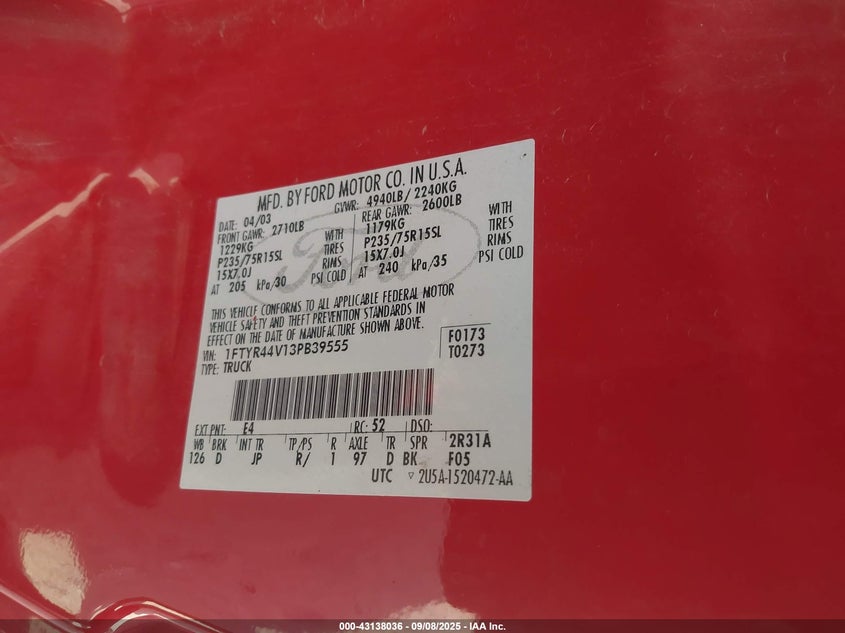 MFD. BY FORD MOTOR CO. IN U.S.A.
DATE: 04/03 GVWR: 4940LB/ 2240KG
FRONT GAWR: 2710LB REAR GAWR: 2600LB
1229KG WITH 1179KG WITH
P235/75R15SL TIRES P235/75R15SL TIRES
15X7.0J RIMS 15X7.0J RIMS
AT 205 kPa/30 PSI COLD AT 240 kPa/35 PSI COLD
Ford
THIS VEHICLE CONFORMS TO ALL APPLICABLE FEDERAL MOTOR
VEHICLE SAFETY AND THEFT PREVENTION STANDARDS IN
EFFECT ON THE DATE OF MANUFACTURE SHOWN ABOVE.
VIN: 1FTYR44V13PB39555 F0173
TYPE: TRUCK T0273
EXT PNT: E4 RC: 52 DSO:
WB BRK INT TR TP/PS R AXLE TR SPR 2R31A
126 D JP R/ 1 97 D BK F05
UTC ▽ 2U5A-1520472-AA
000-43138036 - 09/08/2025 - IAA Inc.